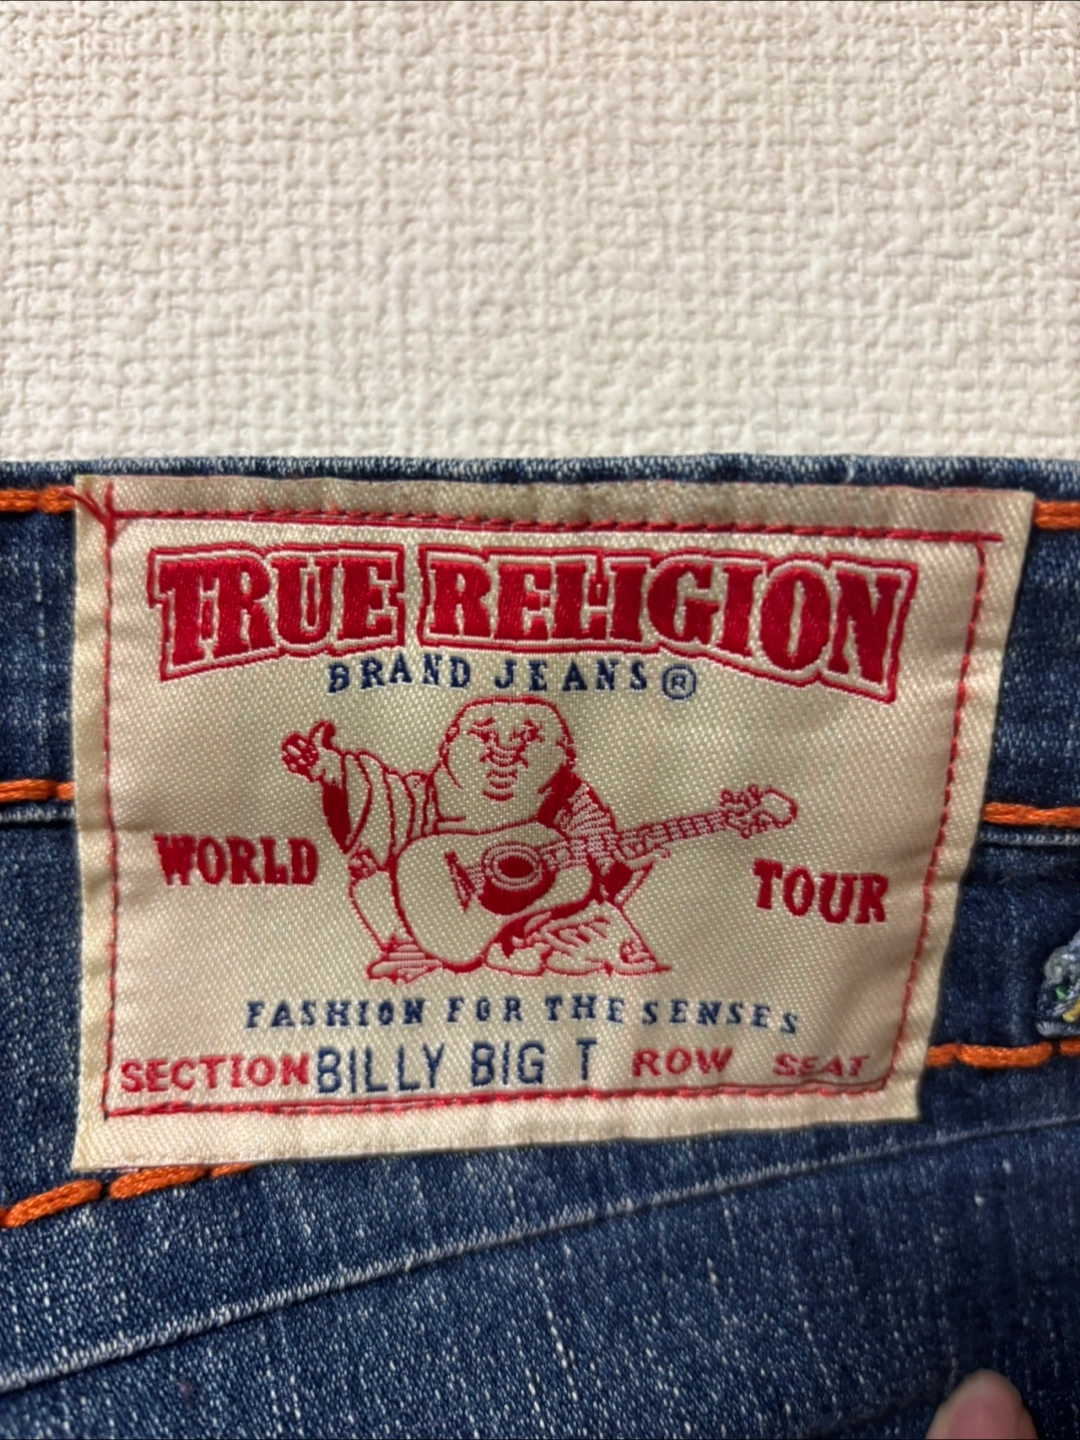 TRUE RELIGION
BRAND JEANS®
WORLD TOUR
FASHION FOR THE SENSES
SECTION BILLY BIG T ROW SEAT